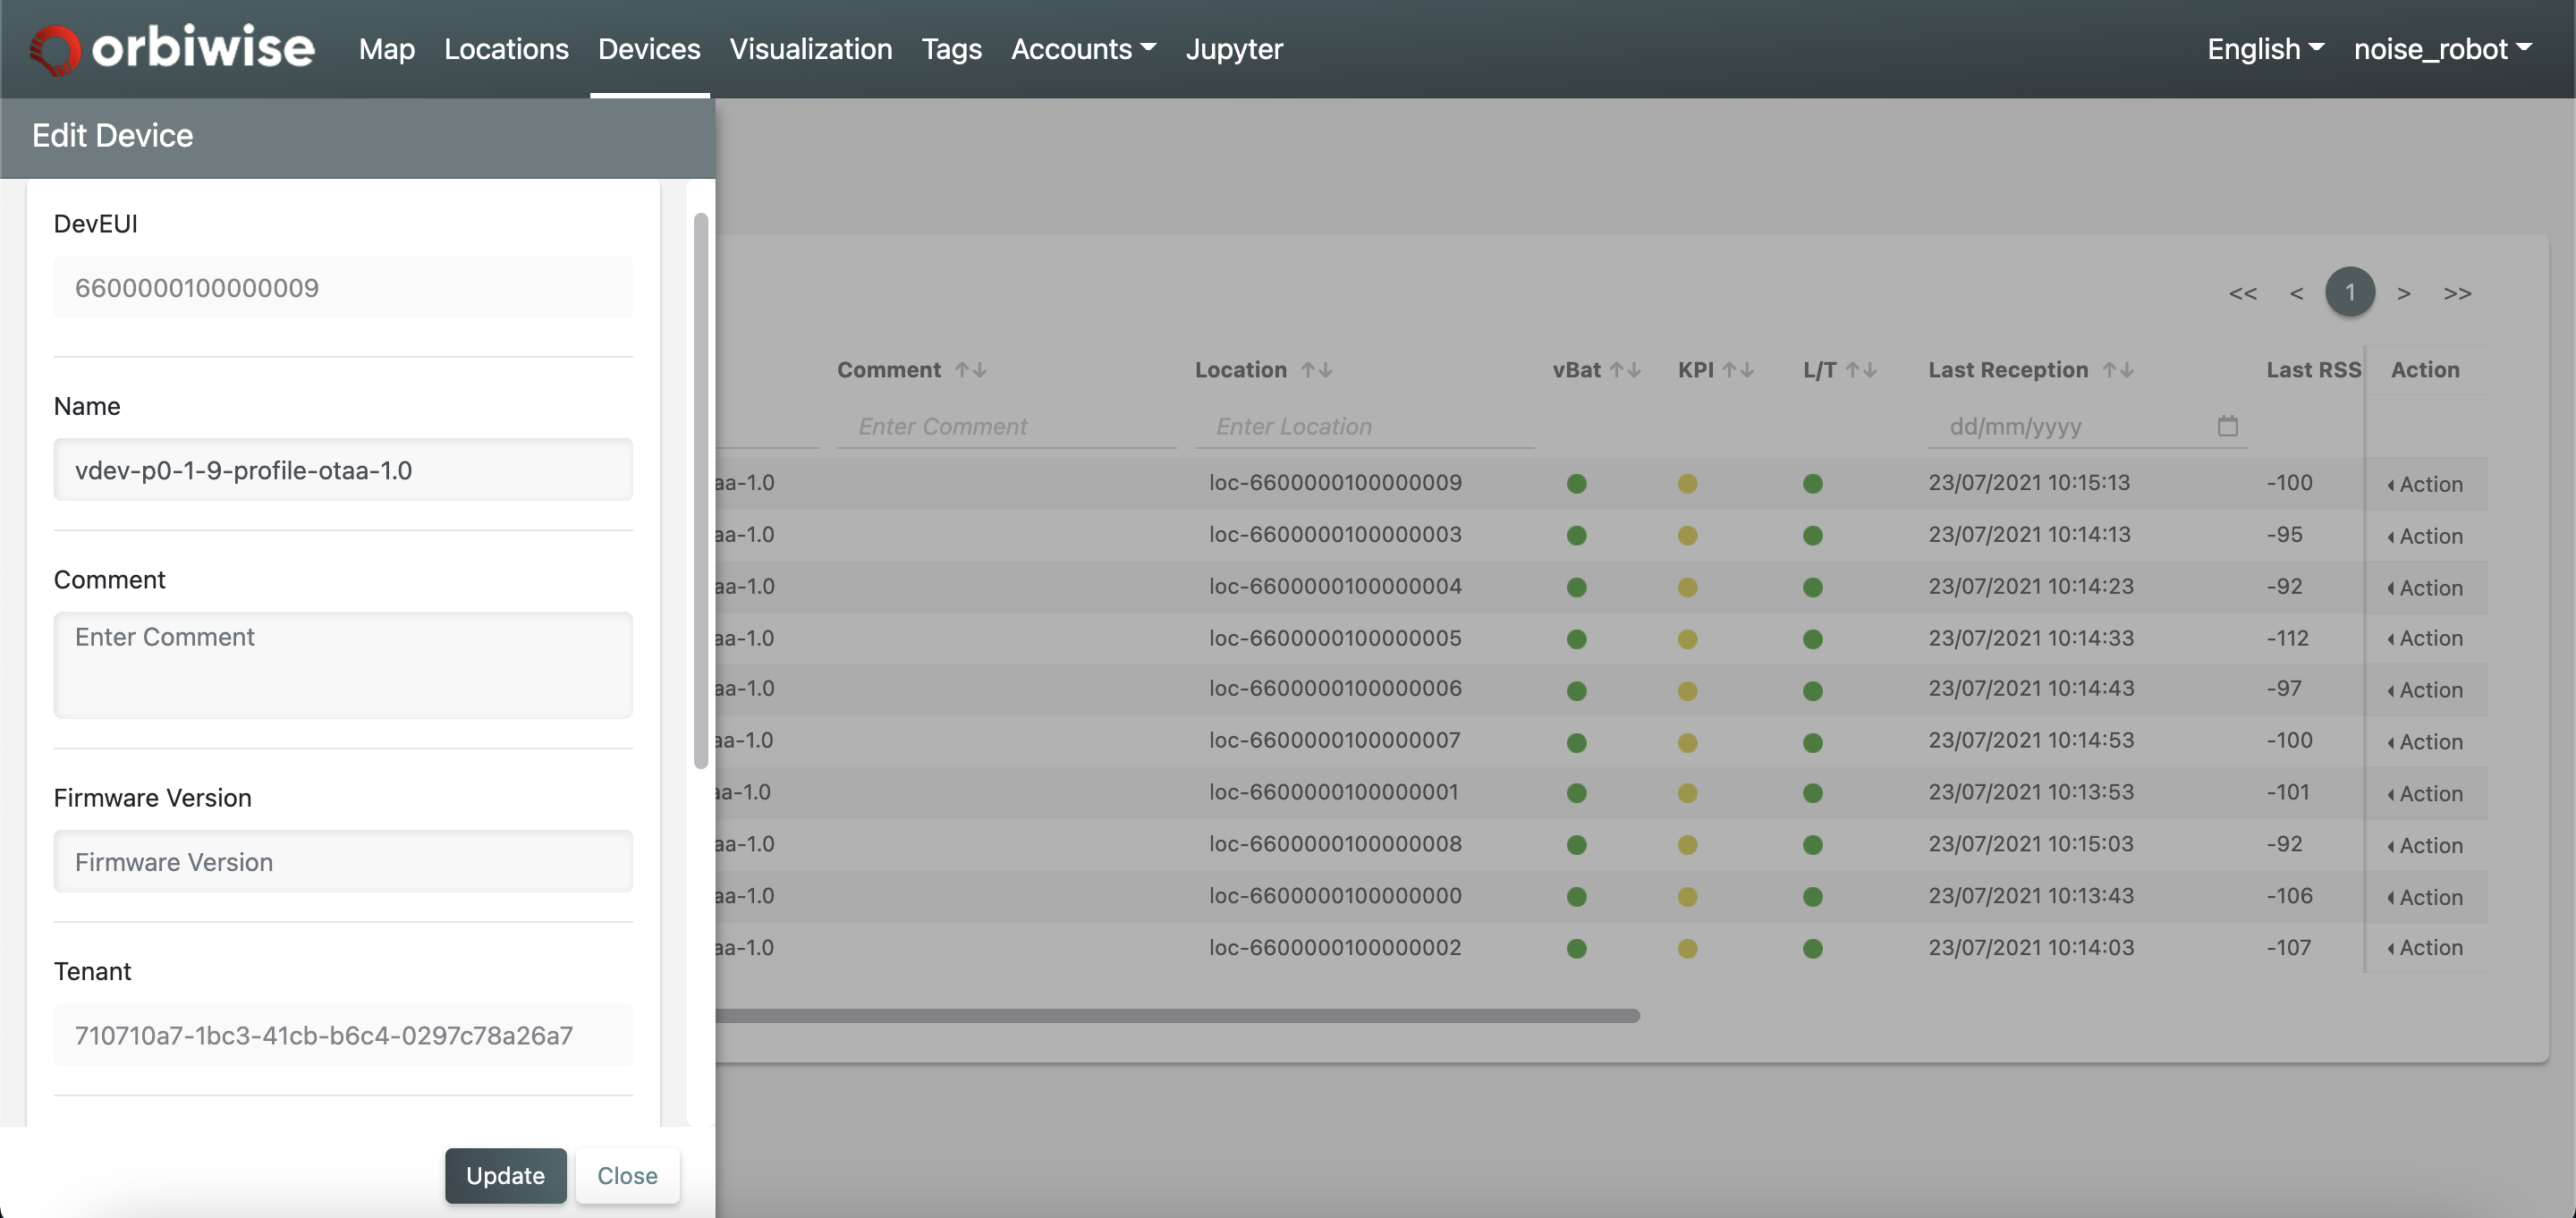 orbiwise Map Locations Devices Visualization Tags Accounts Jupyter English noise_robot
Edit Device
DevEUI
6600000100000009
Name
vdev-p0-1-9-profile-otaa-1.0
Comment
Enter Comment
Firmware Version
Firmware Version
Tenant
710710a7-1bc3-41cb-b6c4-0297c78a26a7
Update Close
<< < 1 > >>
Comment Location vBat KPI L/T Last Reception Last RSS Action
Enter Comment Enter Location dd/mm/yyyy
aa-1.0 loc-6600000100000009 23/07/2021 10:15:13 -100 Action
aa-1.0 loc-6600000100000003 23/07/2021 10:14:13 -95 Action
aa-1.0 loc-6600000100000004 23/07/2021 10:14:23 -92 Action
aa-1.0 loc-6600000100000005 23/07/2021 10:14:33 -112 Action
aa-1.0 loc-6600000100000006 23/07/2021 10:14:43 -97 Action
aa-1.0 loc-6600000100000007 23/07/2021 10:14:53 -100 Action
aa-1.0 loc-6600000100000001 23/07/2021 10:13:53 -101 Action
aa-1.0 loc-6600000100000008 23/07/2021 10:15:03 -92 Action
aa-1.0 loc-6600000100000000 23/07/2021 10:13:43 -106 Action
aa-1.0 loc-6600000100000002 23/07/2021 10:14:03 -107 Action